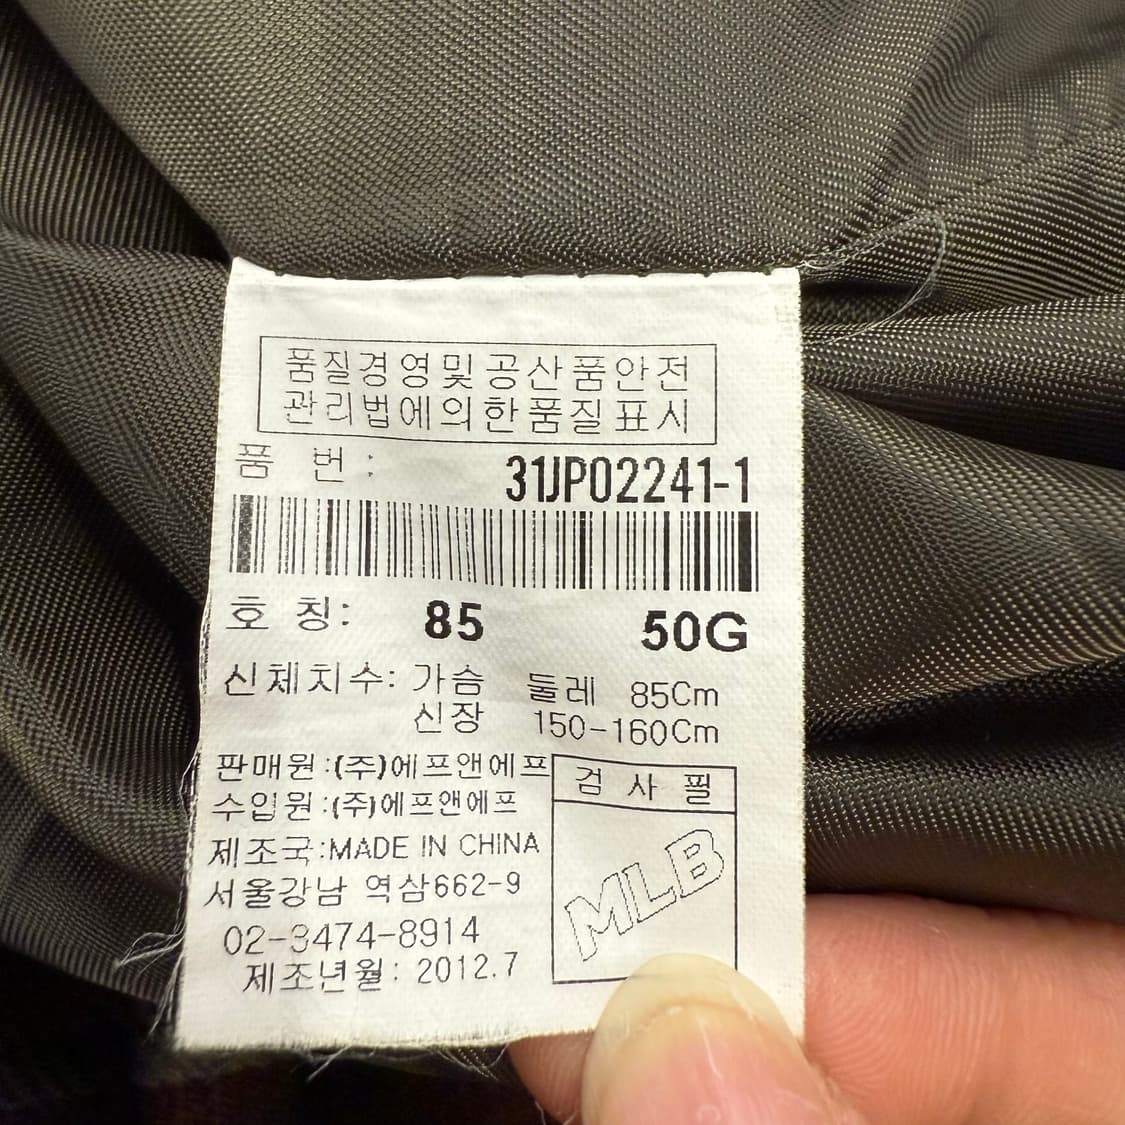 품질경영및공산품안전
관리법에의한품질표시
품 번: 31JP02241-1
호 칭: 85 50G
신체치수: 가슴 둘레 85Cm
신장 150-160Cm
판매원:(주)에프앤에프
수입원:(주)에프앤에프
제조국:MADE IN CHINA
서울강남 역삼662-9
02-3474-8914
제조년월: 2012.7
검 사 필
MLB